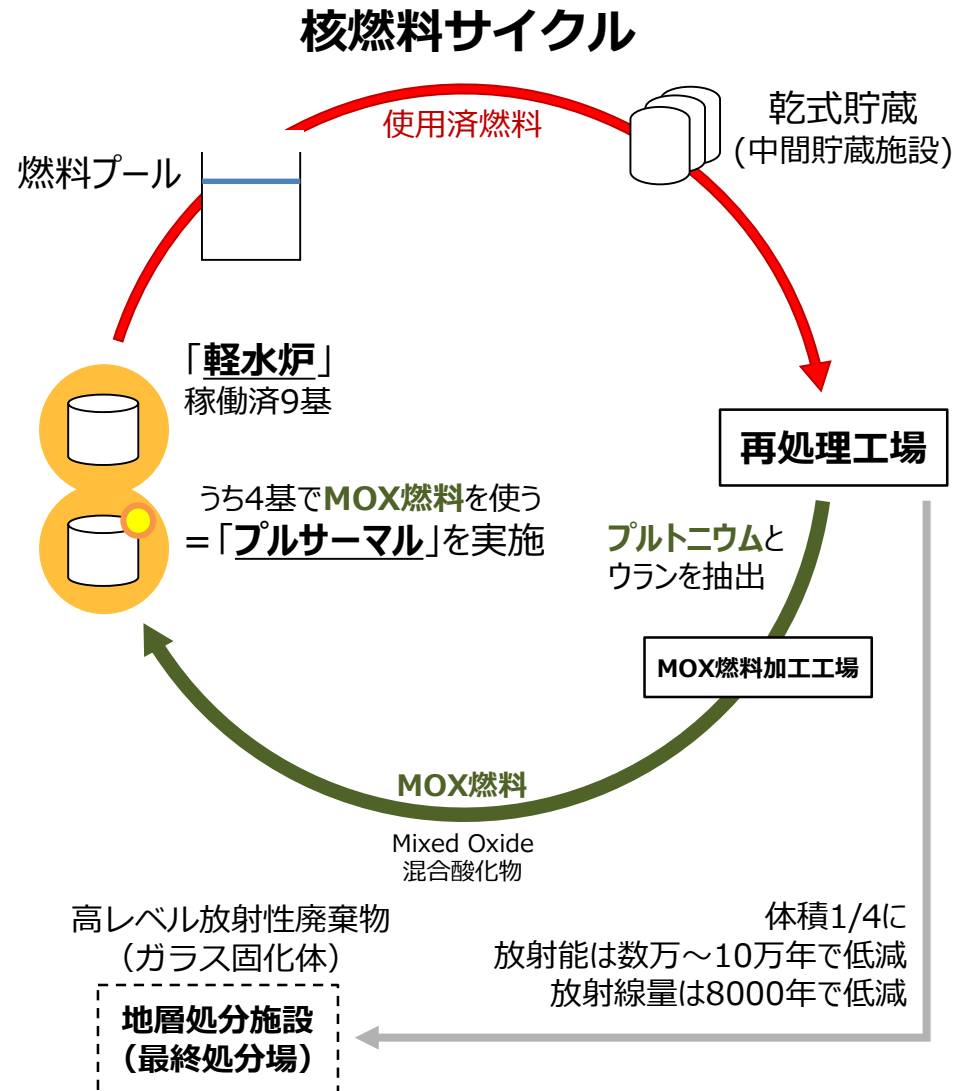 核燃料サイクル
使用済燃料
乾式貯蔵
(中間貯蔵施設)
燃料プール
「軽水炉」
稼働済9基
再処理工場
うち4基でMOX燃料を使う
=「プルサーマル」を実施
プルトニウムと
ウランを抽出
MOX燃料加工工場
MOX燃料
Mixed Oxide
混合酸化物
高レベル放射性廃棄物
（ガラス固化体）
地層処分施設
（最終処分場）
体積1/4に
放射能は数万～10万年で低減
放射線量は8000年で低減